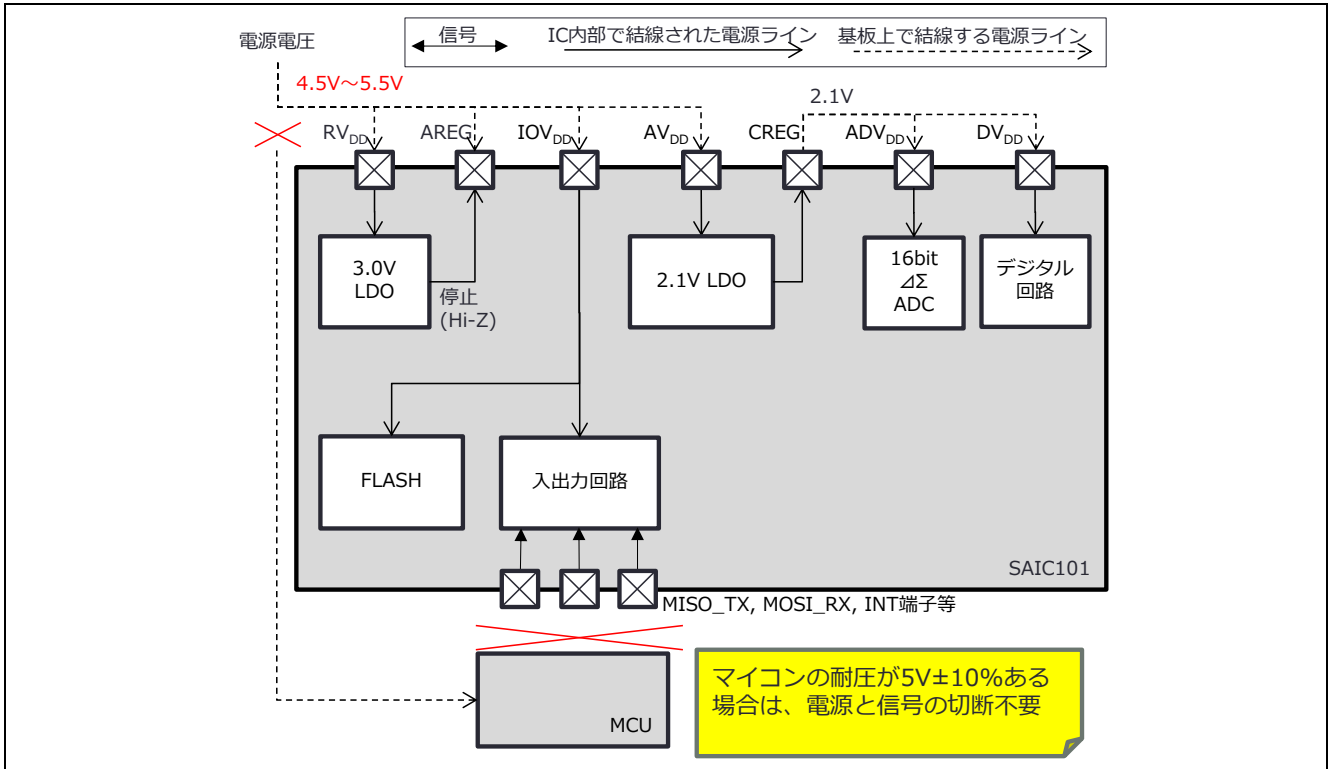 電源電圧
信号
IC内部で結線された電源ライン
基板上で結線する電源ライン
4.5V～5.5V
2.1V
RVDD
AREG
IOVDD
AVDD
CREG
ADVDD
DVDD
3.0V
LDO
停止
(Hi-Z)
2.1V LDO
16bit
⊿Σ
ADC
デジタル
回路
FLASH
入出力回路
SAIC101
MISO_TX, MOSI_RX, INT端子等
MCU
マイコンの耐圧が5V±10%ある
場合は、電源と信号の切断不要